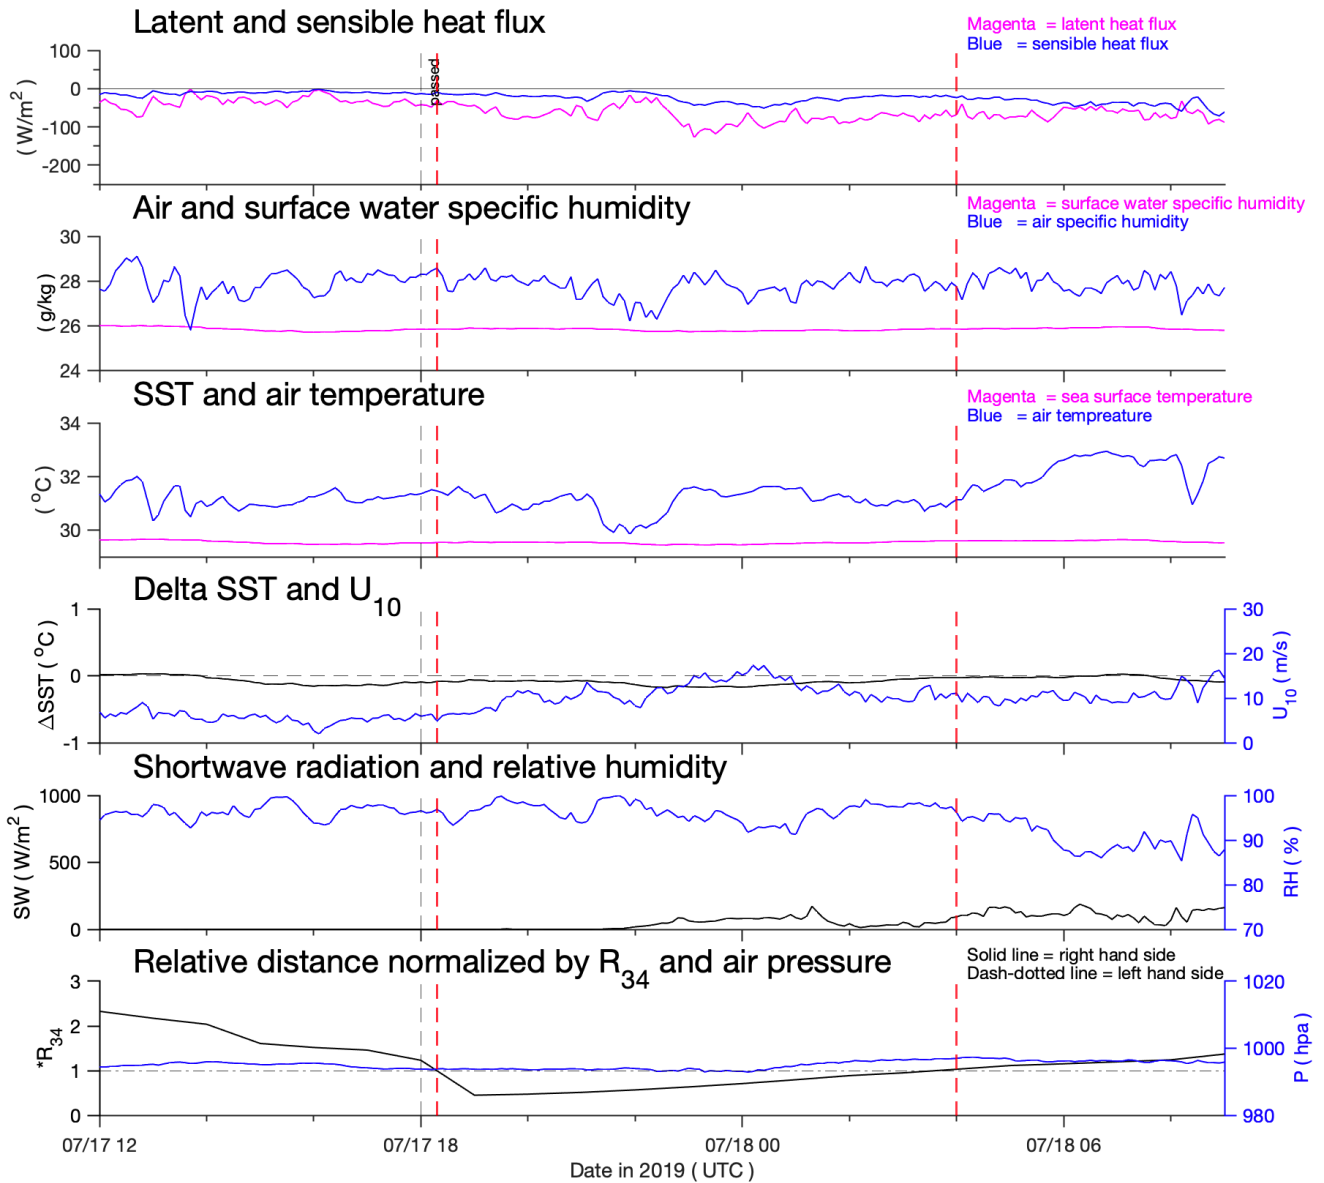 Latent and sensible heat flux
Magenta = latent heat flux
Blue = sensible heat flux
passed
100
0
-100
-200
( W/m2 )
Air and surface water specific humidity
Magenta = surface water specific humidity
Blue = air specific humidity
30
28
26
24
( g/kg )
SST and air temperature
Magenta = sea surface temperature
Blue = air tempreature
34
32
30
( oC )
Delta SST and U10
1
0
-1
ΔSST ( oC )
30
20
10
0
U10 ( m/s )
Shortwave radiation and relative humidity
1000
500
0
SW ( W/m2 )
100
90
80
70
RH ( % )
Relative distance normalized by R34 and air pressure
Solid line = right hand side
Dash-dotted line = left hand side
3
2
1
0
*R34
1020
1000
980
P ( hpa )
07/17 12
07/17 18
07/18 00
07/18 06
Date in 2019 ( UTC )